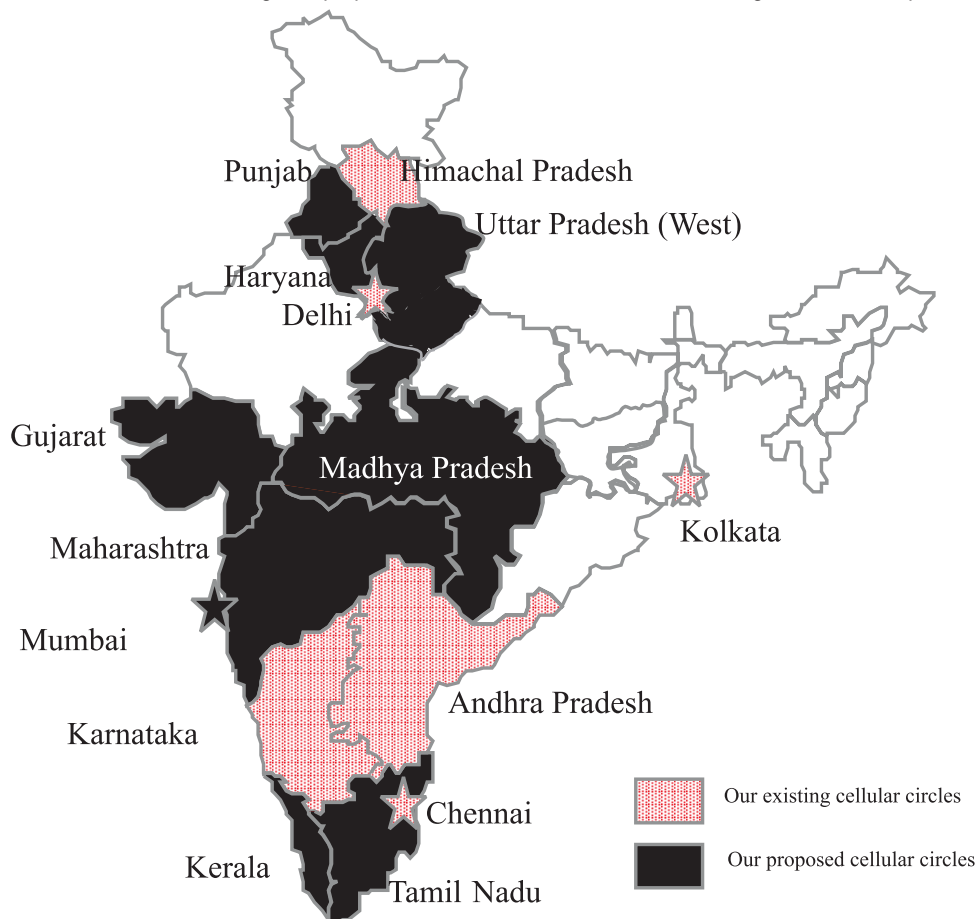 Punjab
Himachal Pradesh
Uttar Pradesh (West)
Haryana
Delhi
Gujarat
Madhya Pradesh
Kolkata
Maharashtra
Mumbai
Andhra Pradesh
Karnataka
Our existing cellular circles
Chennai
Our proposed cellular circles
Kerala
Tamil Nadu